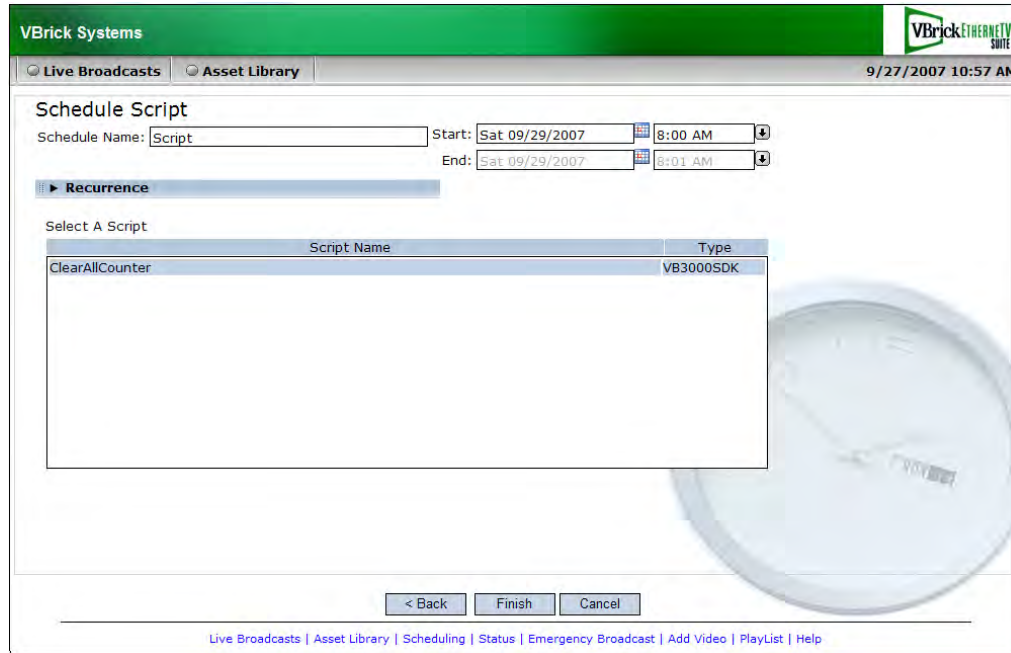 VBrick Systems
VBrick ETHERNETV
SUITE
Live Broadcasts Asset Library 9/27/2007 10:57 AM
Schedule Script
Schedule Name: Script Start: Sat 09/29/2007 8:00 AM
End: Sat 09/29/2007 8:01 AM
Recurrence
Select A Script
Script Name Type
ClearAllCounter VB3000SDK
< Back Finish Cancel
Live Broadcasts | Asset Library | Scheduling | Status | Emergency Broadcast | Add Video | PlayList | Help